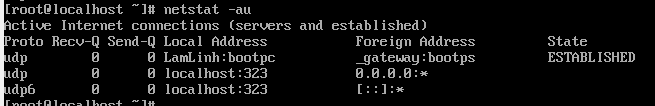 [root@localhost ~]# netstat -au
Active Internet connections (servers and established)
Proto Recv-Q Send-Q Local Address           Foreign Address         State
udp        0      0 LamLinh:bootpc          _gateway:bootps         ESTABLISHED
udp        0      0 localhost:323           0.0.0.0:*
udp6       0      0 localhost:323           [::]:*
[root@localhost ~]#